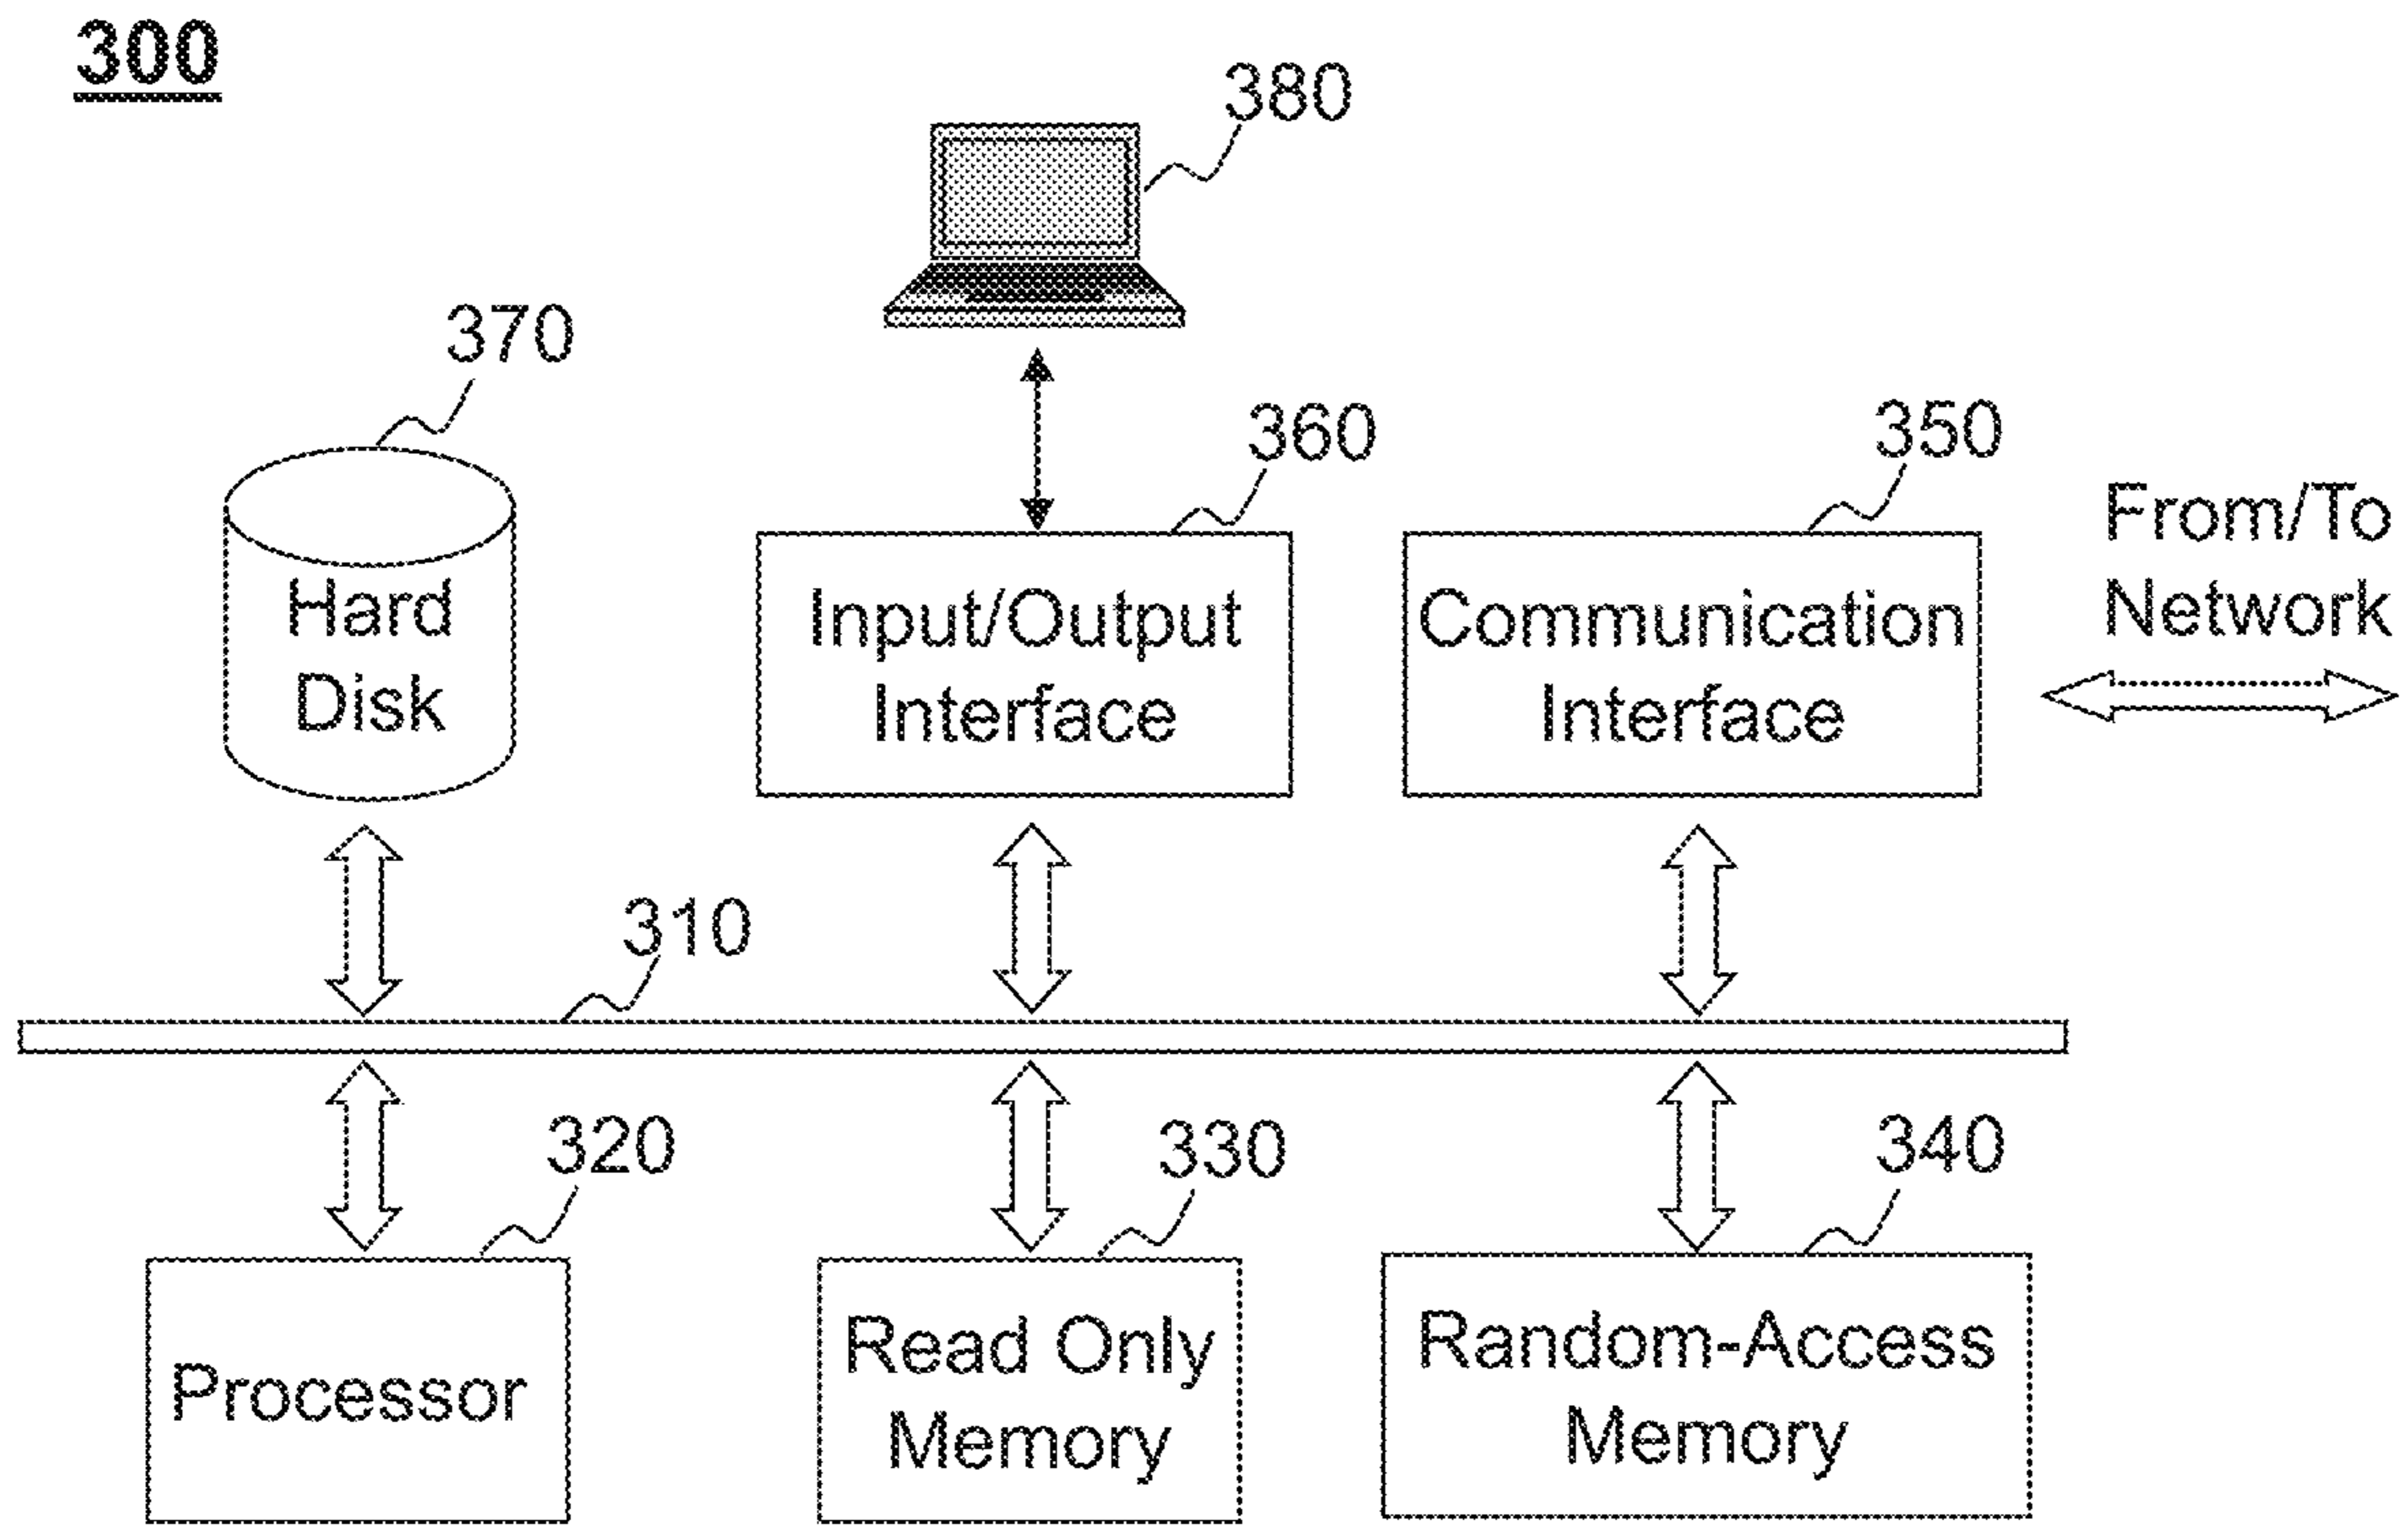 300
380
370
360
350
From/To
Network
Hard
Disk
Input/Output
Interface
Communication
Interface
310
320
330
340
Processor
Read Only
Memory
Random-Access
Memory